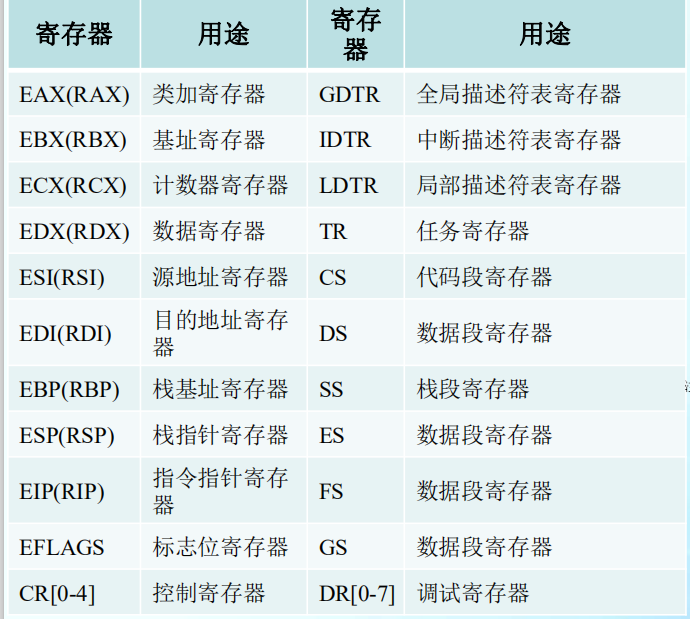 寄存器 用途 寄存 用途
器
EAX(RAX) 类加寄存器 GDTR 全局描述符表寄存器
EBX(RBX) 基址寄存器 IDTR 中断描述符表寄存器
ECX(RCX) 计数器寄存器 LDTR 局部描述符表寄存器
EDX(RDX) 数据寄存器 TR 任务寄存器
ESI(RSI) 源地址寄存器 CS 代码段寄存器
EDI(RDI) 目的地址寄存 DS 数据段寄存器
器
EBP(RBP) 栈基址寄存器 SS 栈段寄存器
ESP(RSP) 栈指针寄存器 ES 数据段寄存器
EIP(RIP) 指令指针寄存 FS 数据段寄存器
器
EFLAGS 标志位寄存器 GS 数据段寄存器
CR[0-4] 控制寄存器 DR[0-7] 调试寄存器